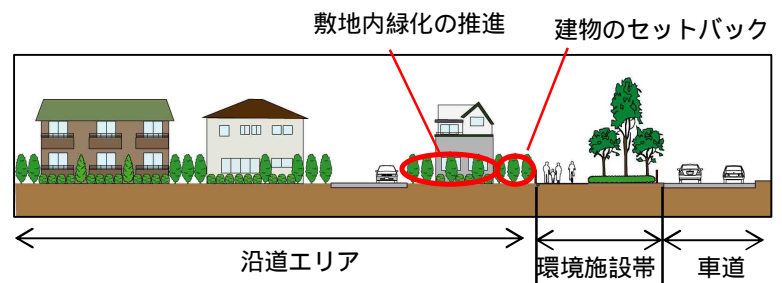 敷地内緑化の推進
建物のセットバック
沿道エリア
環境施設帯
車道